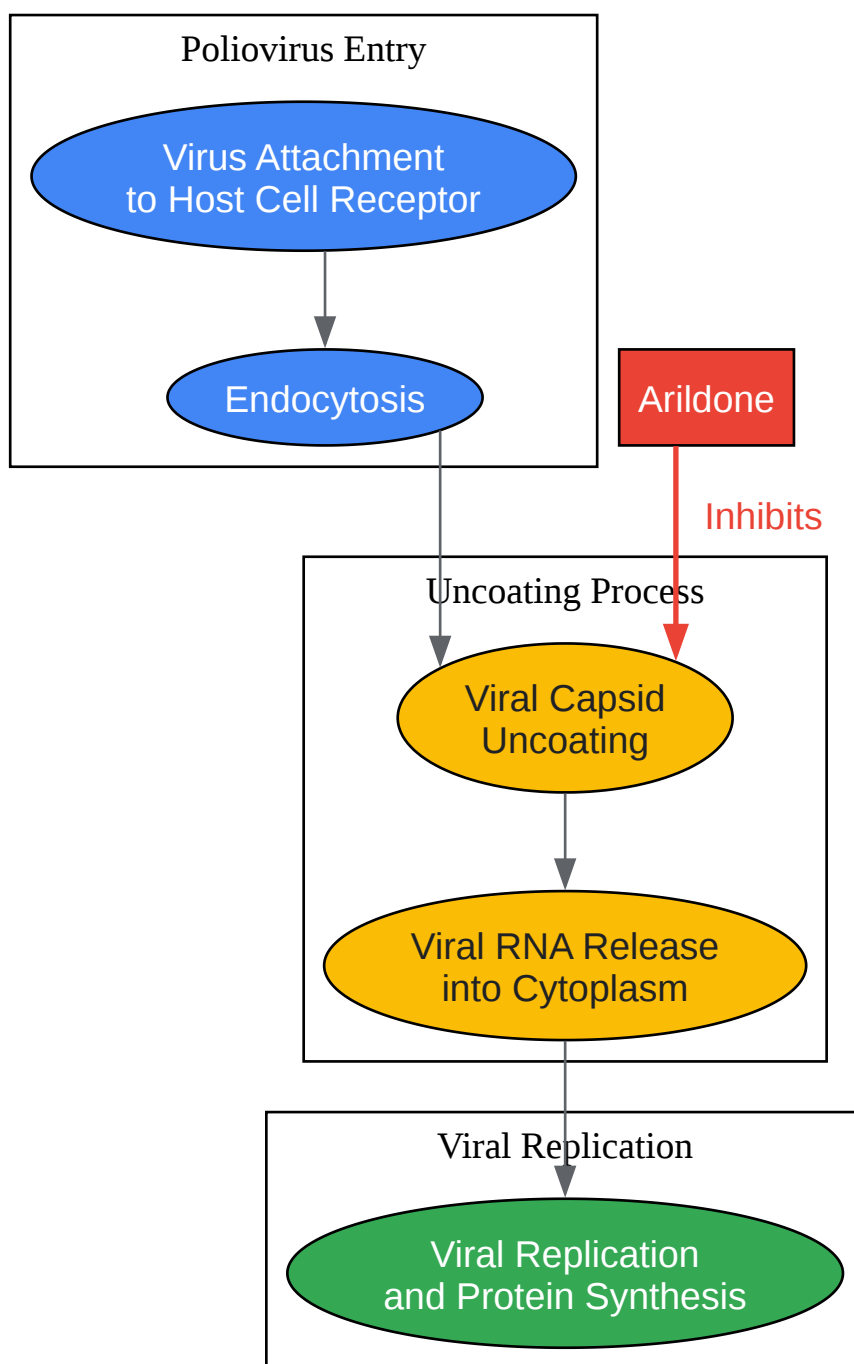 Poliovirus Entry
Virus Attachment
to Host Cell Receptor
Endocytosis
Arildone
Inhibits
Uncoating Process
Viral Capsid
Uncoating
Viral RNA Release
into Cytoplasm
Viral Replication
Viral Replication
and Protein Synthesis